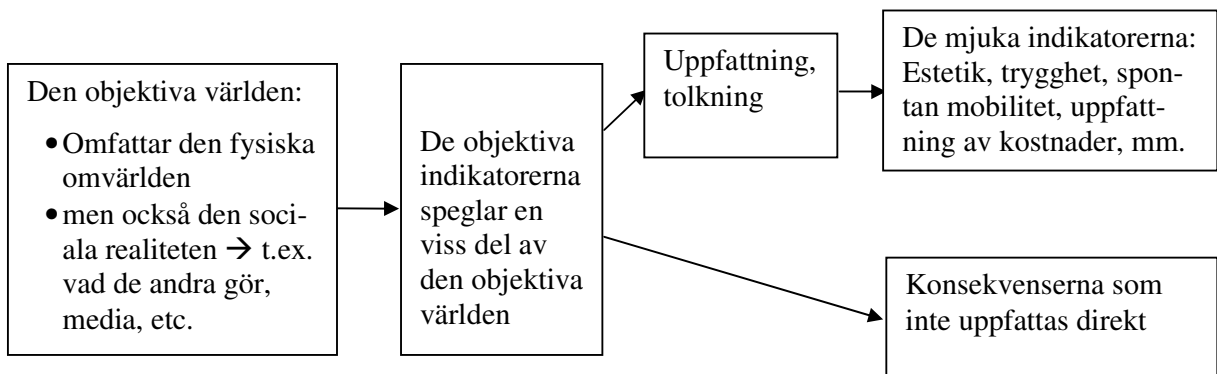 Den objektiva världen:
• Omfattar den fysiska
omvärlden
• men också den soci-
ala realiteten → t.ex.
vad de andra gör,
media, etc.
De objektiva
indikatorerna
speglar en
viss del av
den objektiva
världen
Uppfattning,
tolkning
De mjuka indikatorerna:
Estetik, trygghet, spon-
tan mobilitet, uppfatt-
ning av kostnader, mm.
Konsekvenserna som
inte uppfattas direkt